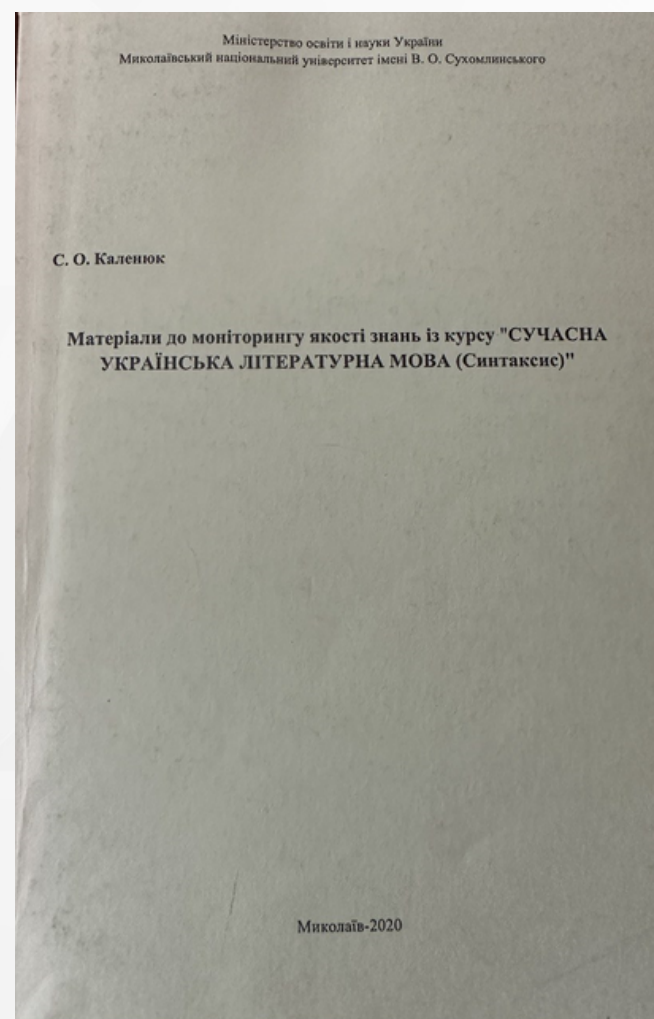 Міністерство освіти і науки України
Миколаївський національний університет імені В. О. Сухомлинського
С. О. Каленюк
Матеріали до моніторингу якості знань із курсу "СУЧАСНА
УКРАЇНСЬКА ЛІТЕРАТУРНА МОВА (Синтаксис)"
Миколаїв-2020